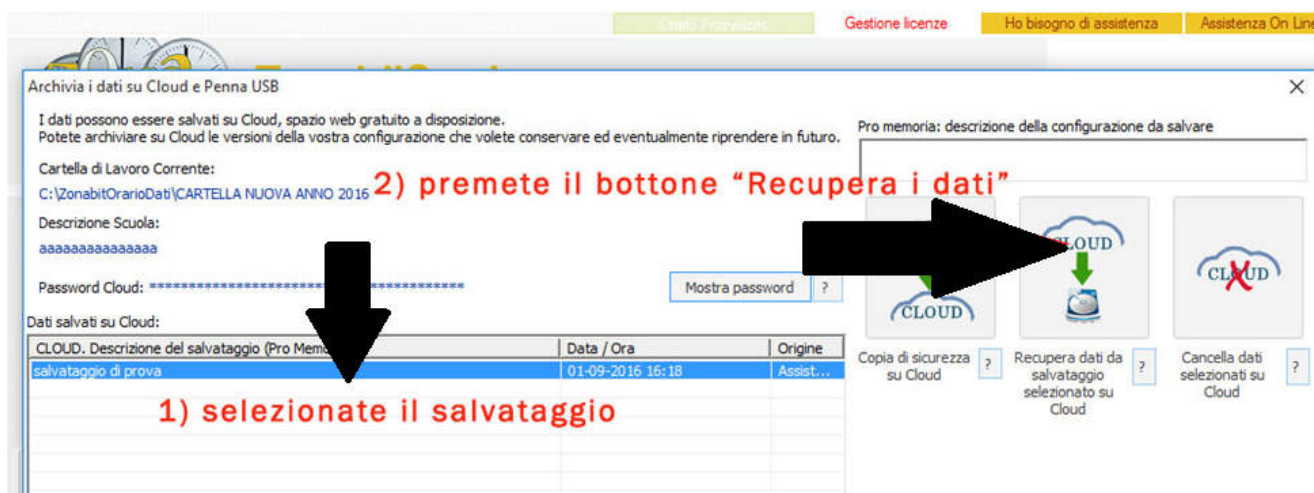 Gestione licenze
Ho bisogno di assistenza
Assistenza On Line
Archivia i dati su Cloud e Penna USB
I dati possono essere salvati su Cloud, spazio web gratuito a disposizione.
Potete archiviare su Cloud le versioni della vostra configurazione che volete conservare ed eventualmente riprendere in futuro.
Pro memoria: descrizione della configurazione da salvare
Cartella di Lavoro Corrente:
C:\ZonabitOrarioDati\CARTELLA NUOVA ANNO 2016
2) premete il bottone “Recupera i dati”
Descrizione Scuola:
aaaaaaaaaaaaaaa
CLOUD
CLOUD
Password Cloud: ****************************************
Mostra password
?
CLOUD
Dati salvati su Cloud:
CLOUD. Descrizione del salvataggio (Pro Mem
Data / Ora
Origine
salvataggio di prova
01-09-2016 16:18
Assist...
1) selezionate il salvataggio
Copia di sicurezza
su Cloud
?
Recupera dati da
salvataggio
selezionato su
Cloud
?
Cancella dati
selezionati su
Cloud
?